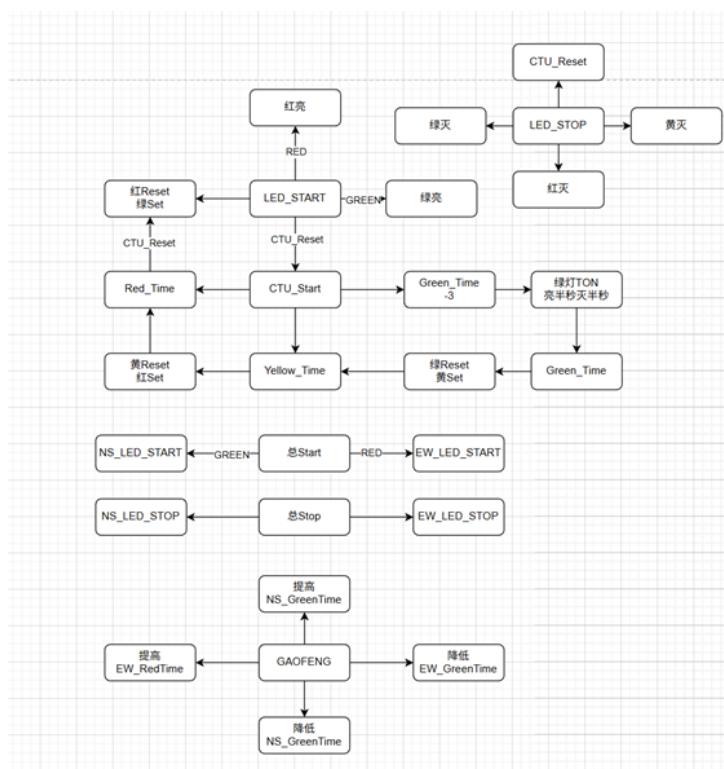 CTU_Reset
红亮
绿灭
LED_STOP
黄灭
RED
红灭
红Reset
绿Set
LED_START
GREEN
绿亮
CTU_Reset
CTU_Reset
Red_Time
CTU_Start
Green_Time
-3
绿灯TON
亮半秒灭半秒
黄Reset
红Set
Yellow_Time
绿Reset
黄Set
Green_Time
NS_LED_START
GREEN
总Start
RED
EW_LED_START
NS_LED_STOP
总Stop
EW_LED_STOP
提高
NS_GreenTime
提高
EW_RedTime
GAOFENG
降低
EW_GreenTime
降低
NS_GreenTime